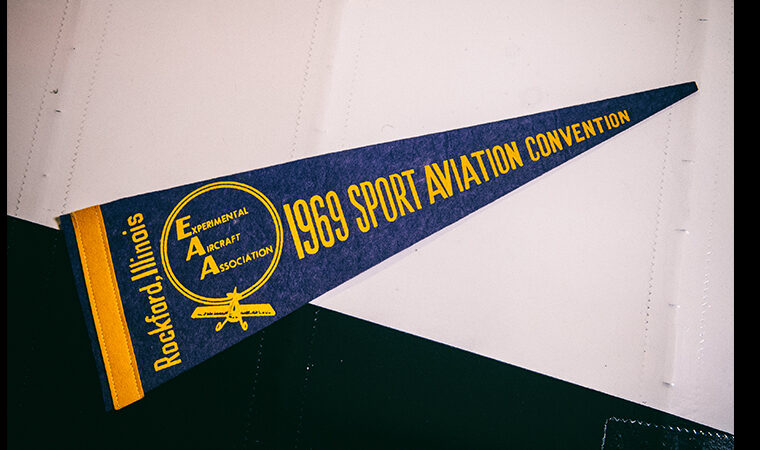 Rockford, Illinois
EXPERIMENTAL
AIRCRAFT
ASSOCIATION
1969 SPORT AVIATION CONVENTION